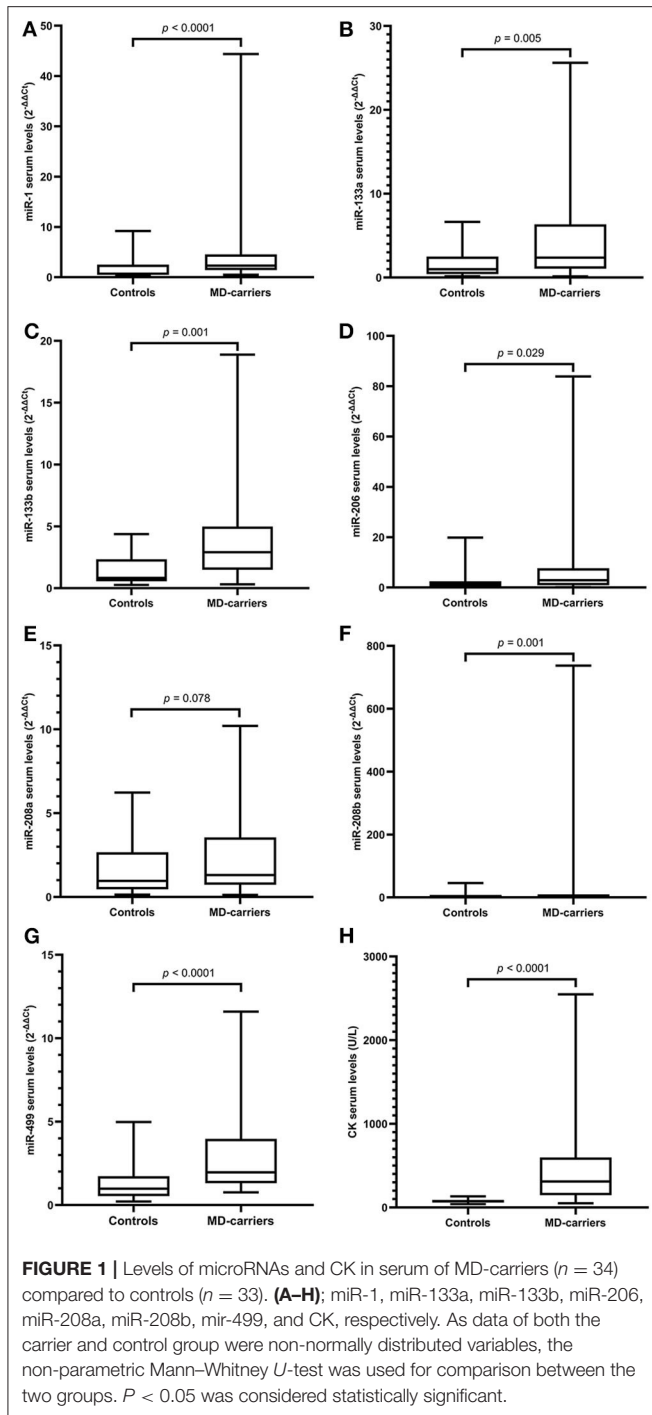 A
p < 0.0001
miR-1 serum levels (2-ΔΔCt)
50
40
30
20
10
0
Controls
MD-carriers
B
p = 0.005
miR-133a serum levels (2-ΔΔCt)
30
20
10
0
Controls
MD-carriers
C
p = 0.001
miR-133b serum levels (2-ΔΔCt)
20
15
10
5
0
Controls
MD-carriers
D
p = 0.029
miR-206 serum levels (2-ΔΔCt)
100
80
60
40
20
0
Controls
MD-carriers
E
p = 0.078
miR-208a serum levels (2-ΔΔCt)
15
10
5
0
Controls
MD-carriers
F
p = 0.001
miR-208b serum levels (2-ΔΔCt)
800
600
400
200
0
Controls
MD-carriers
G
p < 0.0001
miR-499 serum levels (2-ΔΔCt)
15
10
5
0
Controls
MD-carriers
H
p < 0.0001
CK serum levels (U/L)
3000
2000
1000
0
Controls
MD-carriers
FIGURE 1 | Levels of microRNAs and CK in serum of MD-carriers (n = 34)
compared to controls (n = 33). (A–H); miR-1, miR-133a, miR-133b, miR-206,
miR-208a, miR-208b, mir-499, and CK, respectively. As data of both the
carrier and control group were non-normally distributed variables, the
non-parametric Mann–Whitney U-test was used for comparison between the
two groups. P < 0.05 was considered statistically significant.